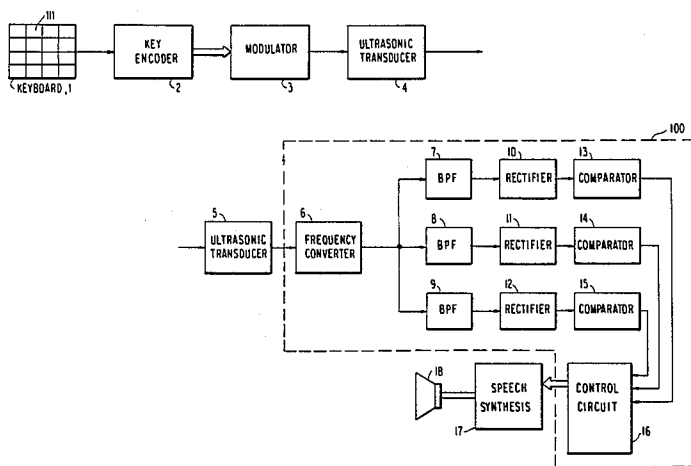 111
KEY
ENCODER
MODULATOR
ULTRASONIC
TRANSDUCER
KEYBOARD,1
2
3
4
100
7
10
13
BPF
RECTIFIER
COMPARATOR
5
6
8
11
14
ULTRASONIC
TRANSDUCER
FREQUENCY
CONVERTER
BPF
RECTIFIER
COMPARATOR
9
12
15
BPF
RECTIFIER
COMPARATOR
18
SPEECH
SYNTHESIS
CONTROL
CIRCUIT
17
16